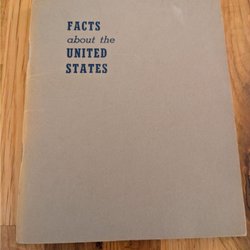 FACTS
about the
UNITED
STATES